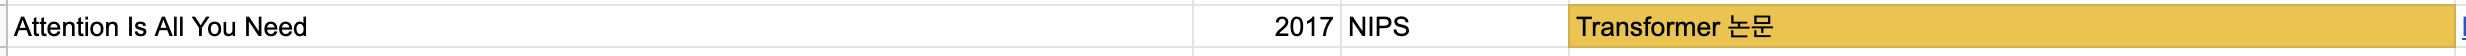 Attention Is All You Need 2017 NIPS Transformer 논문